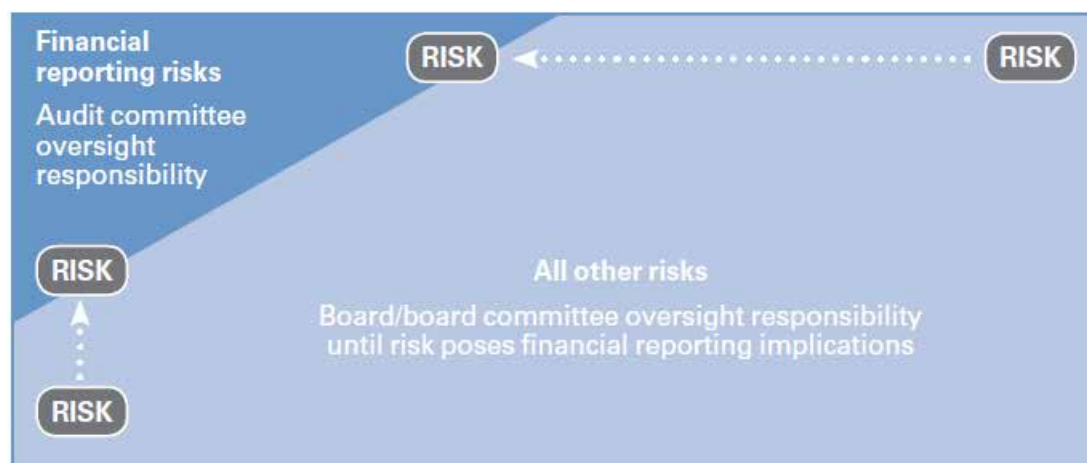 Financial
reporting risks
Audit committee
oversight
responsibility
RISK
RISK
RISK
RISK
All other risks
Board/board committee oversight responsibility
until risk poses financial reporting implications